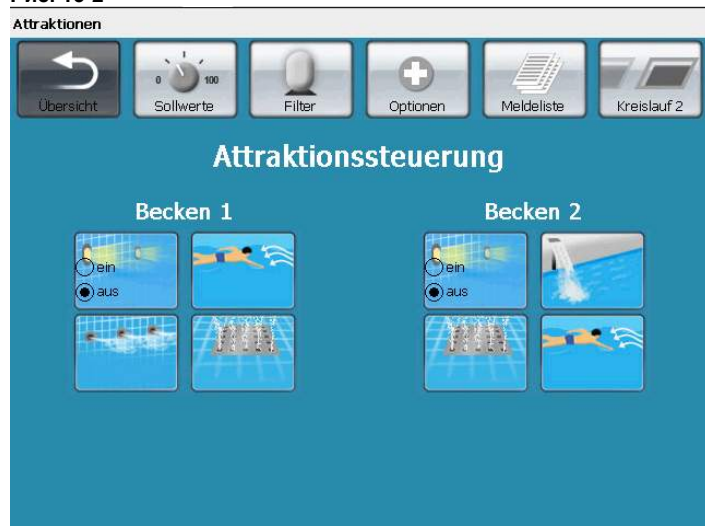 Attraktionen
0 100
Übersicht Sollwerte Filter Optionen Meldeliste Kreislauf 2
Attraktionssteuerung
Becken 1 Becken 2
ein ein
aus aus